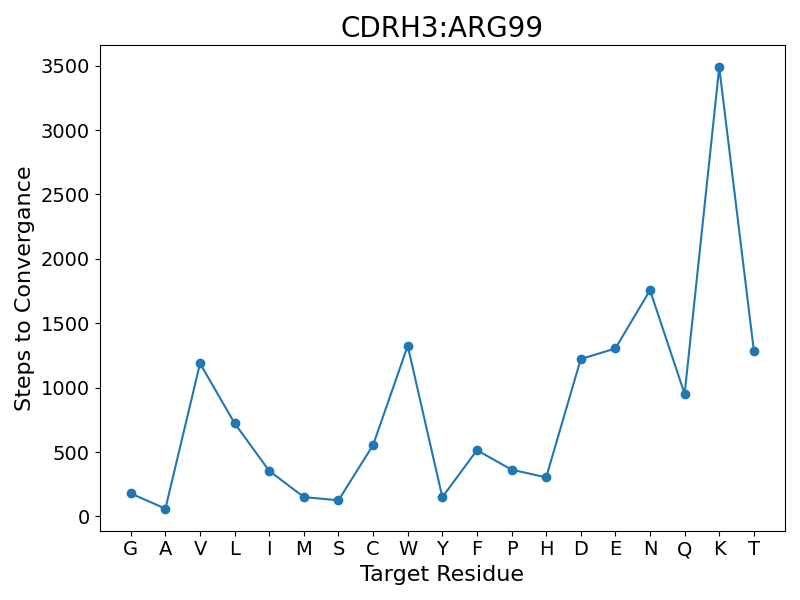 CDRH3:ARG99
Steps to Convergance
3500
3000
2500
2000
1500
1000
500
0
G A V L I M S C W Y F P H D E N Q K T
Target Residue